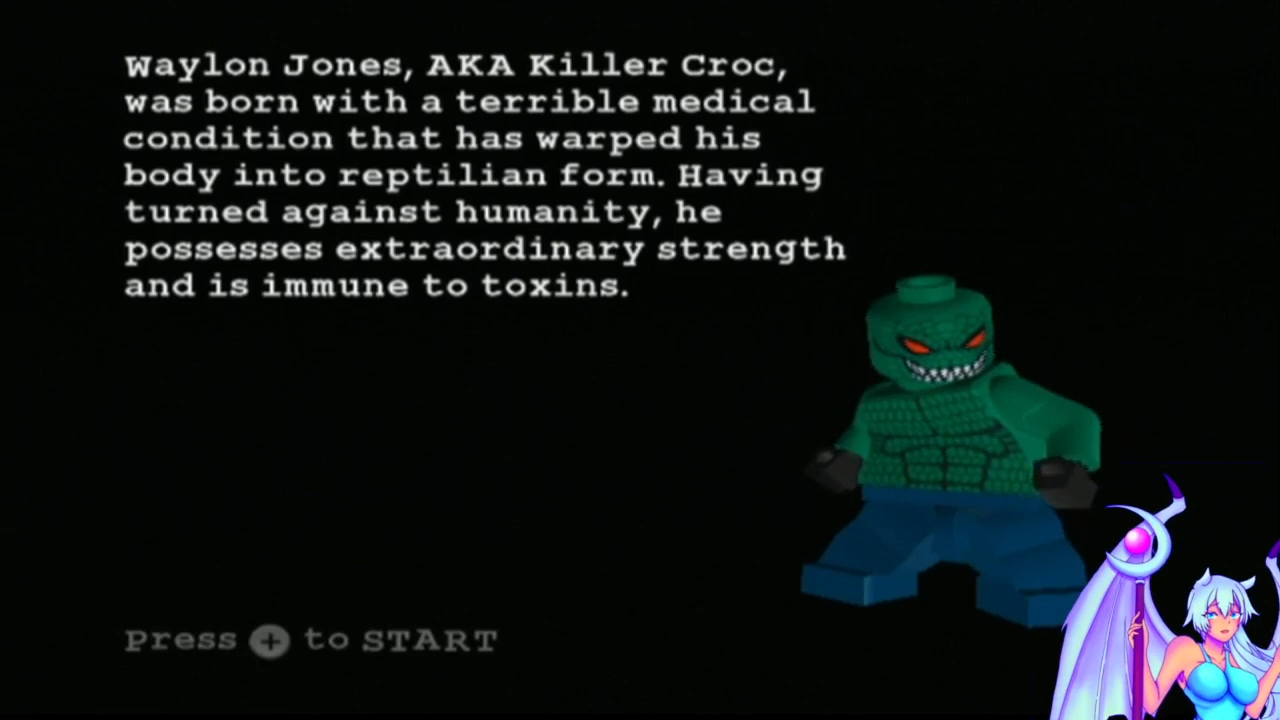 Waylon Jones, AKA Killer Croc,
was born with a terrible medical
condition that has warped his
body into reptilian form. Having
turned against humanity, he
possesses extraordinary strength
and is immune to toxins.
Press + to START